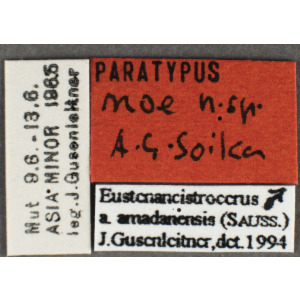 Mut 9.6.-13.6.
ASIA MINOR 1965
leg. J. Gusenleitner
PARATYPUS
moe n.sp.
A.G. Soika
Eustenancistrocerus ♂
a. amadanensis (SAUSS.)
J.Gusenleitner,det.1994